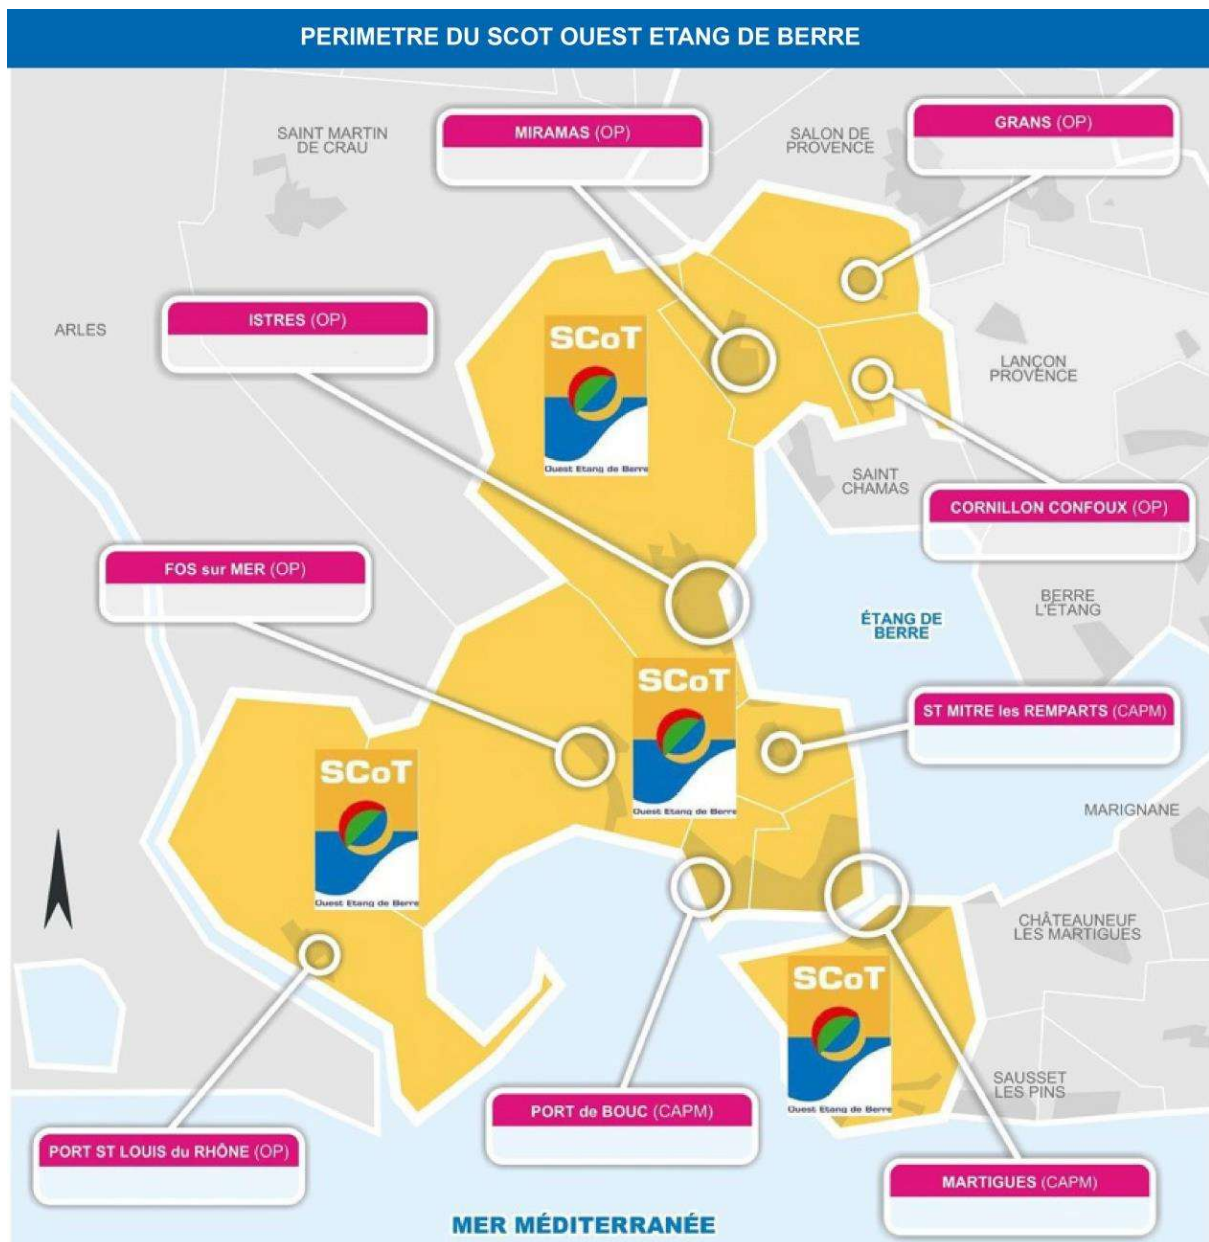 PERIMETRE DU SCOT OUEST ETANG DE BERRE
GRANS (OP)
MIRAMAS (OP)
SAINT MARTIN
DE CRAU
SALON DE
PROVENCE
ISTRES (OP)
ARLES
SCoT
Ouest Etang de Berre
LANÇON
PROVENCE
SAINT
CHAMAS
CORNILLON CONFOUX (OP)
FOS sur MER (OP)
BERRE
L'ÉTANG
ÉTANG DE
BERRE
SCoT
Ouest Etang de Berre
ST MITRE les REMPARTS (CAPM)
SCoT
Ouest Etang de Berre
MARIGNANE
CHÂTEAUNEUF
LES MARTIGUES
SCoT
Ouest Etang de Berre
SAUSSET
LES PINS
PORT de BOUC (CAPM)
PORT ST LOUIS du RHÔNE (OP)
MARTIGUES (CAPM)
MER MÉDITERRANÉE